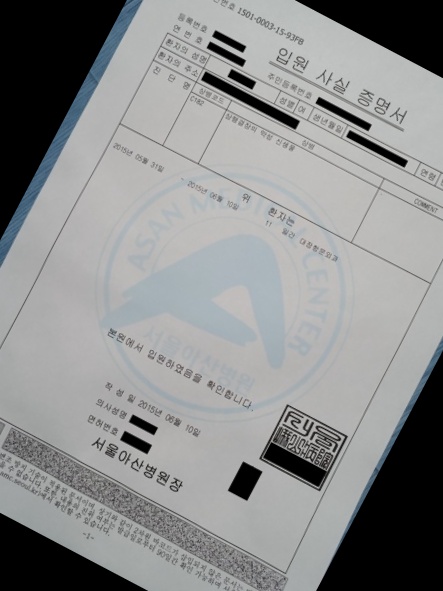 번호 1501-0003-15-93FB
입원 사실 증명서
등록번호
연 번 호
환자의 성명 주민등록번호 성별 여 생년월일 연령
환자의 주소
진 단 명 상병코드 상병 COMMENT
C182 상행결장의 악성 신생물
위 환자는
2015년 05월 31일 ~ 2015년 06월 10일 11 일간 대장항문외과
ASAN MEDICAL CENTER
서울아산병원
본원에서 입원하였음을 확인합니다.
작 성 일 2015년 06월 10일
의사성명
면허번호
서울아산병원장
-1-